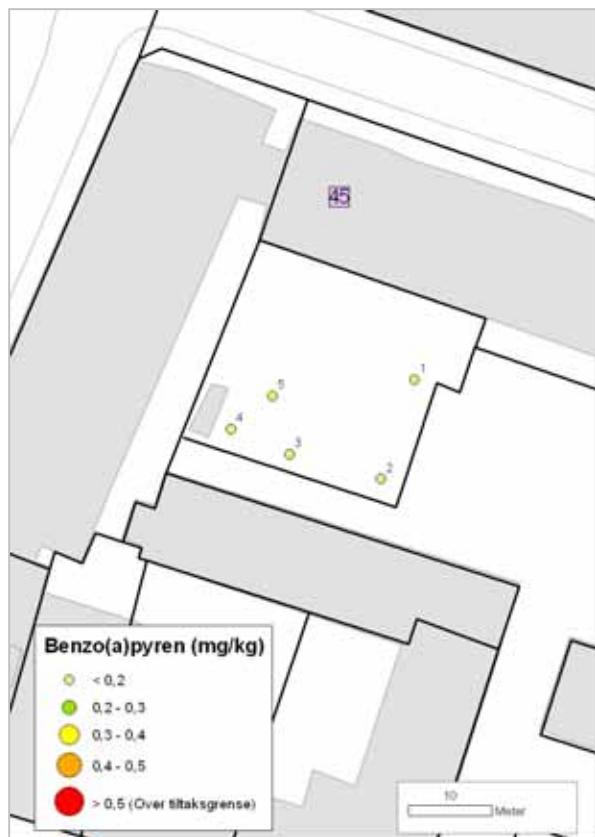 45
1
5
4
3
2
Benzo(a)pyren (mg/kg)
< 0,2
0,2 - 0,3
0,3 - 0,4
0,4 - 0,5
> 0,5 (Over tiltaksgrense)
10
Meter